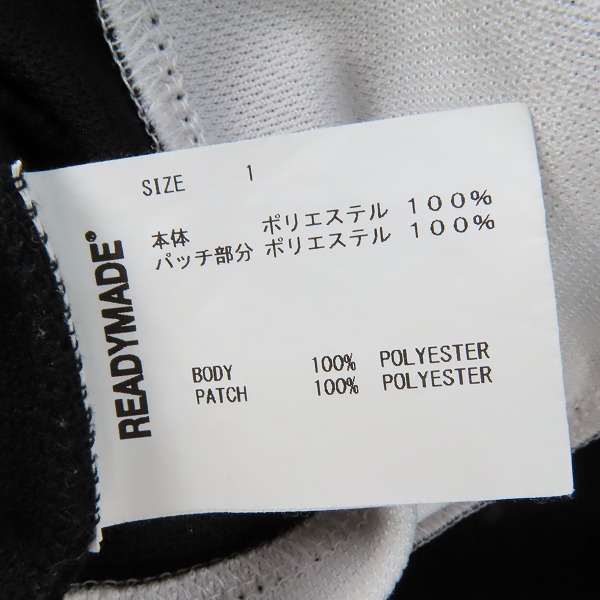 SIZE 1
本体 ポリエステル 100%
パッチ部分 ポリエステル 100%
BODY 100% POLYESTER
PATCH 100% POLYESTER
READYMADE®